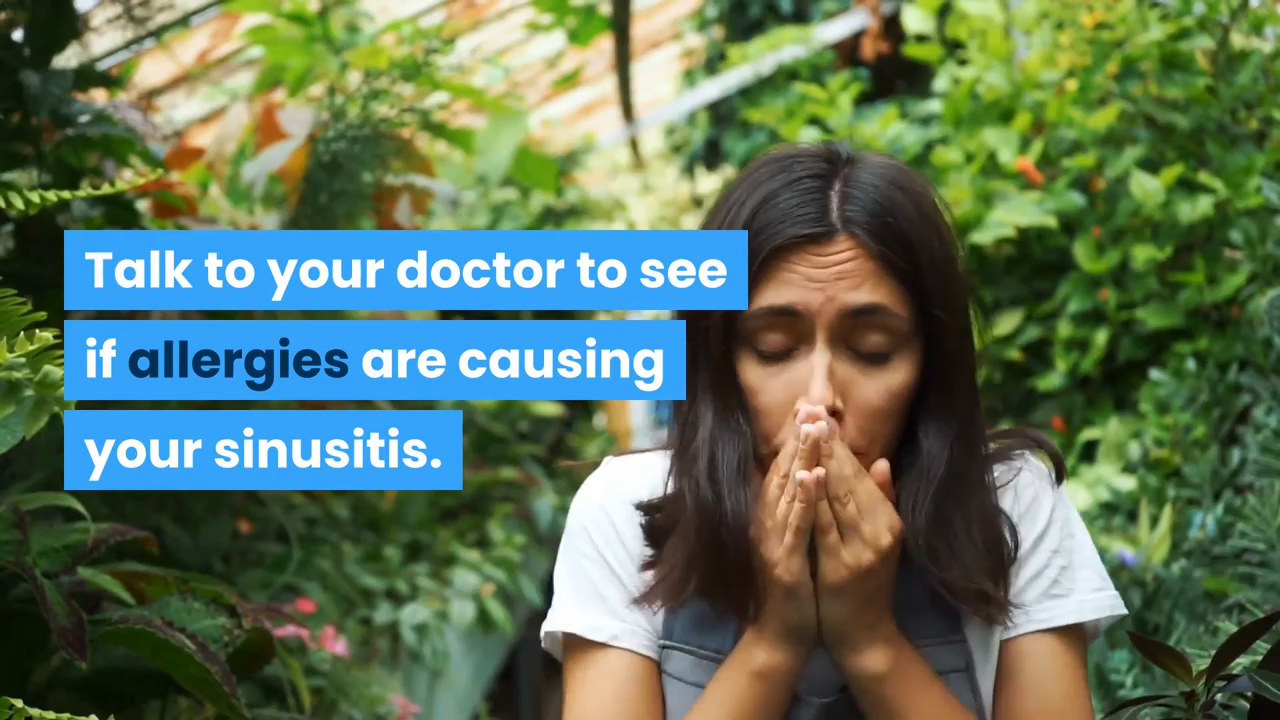 Talk to your doctor to see
if allergies are causing
your sinusitis.